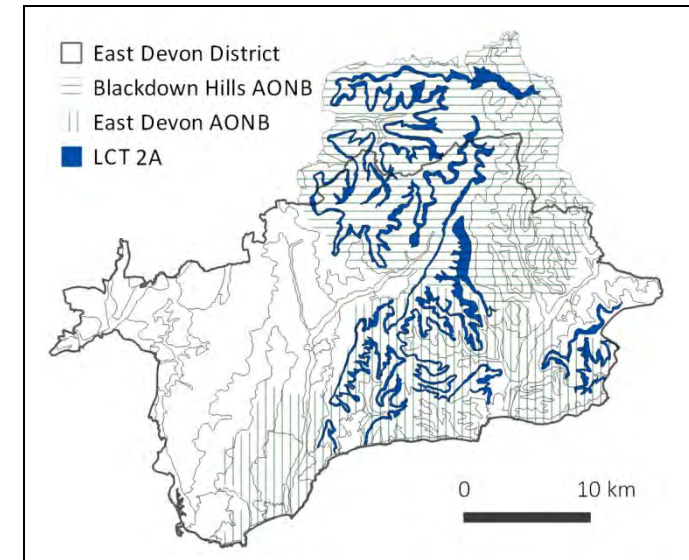 East Devon District
Blackdown Hills AONB
East Devon AONB
LCT 2A
0 10 km